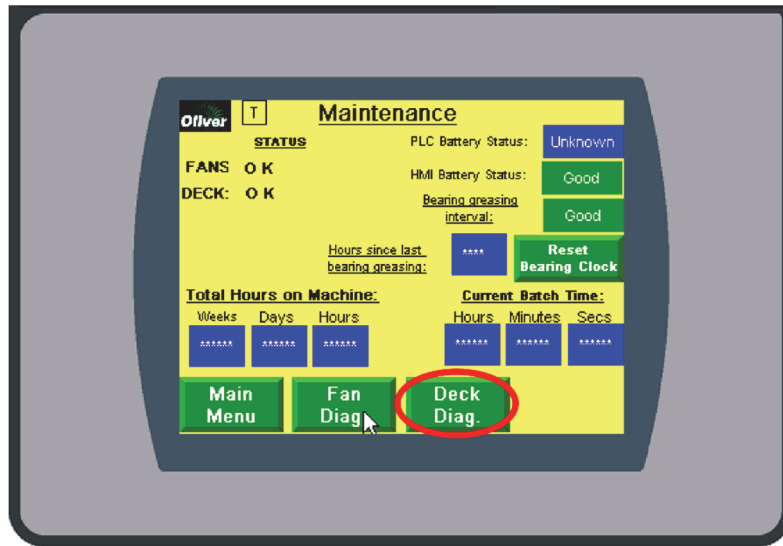 Oliver T Maintenance
STATUS
PLC Battery Status: Unknown
FANS OK
HMI Battery Status: Good
DECK: OK
Bearing greasing
interval: Good
Hours since last
bearing greasing: ****
Reset
Bearing Clock
Total Hours on Machine:
Current Batch Time:
Weeks Days Hours
Hours Minutes Secs
****** ****** ******
****** ****** ******
Main
Menu
Fan
Diag.
Deck
Diag.